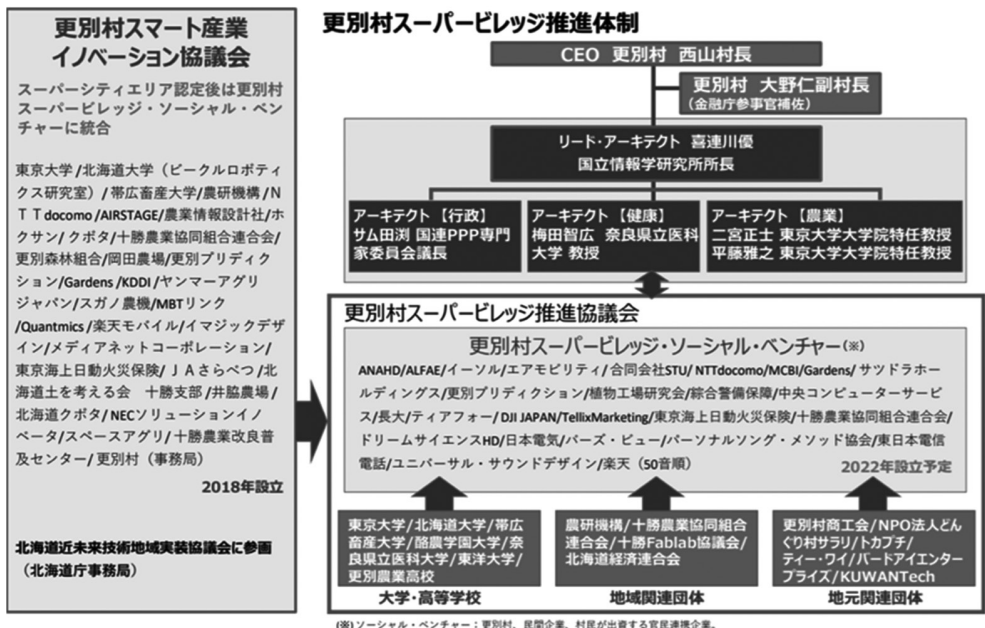 更別村スマート産業
イノベーション協議会
スーパーシティエリア認定後は更別村
スーパービレッジ・ソーシャル・ベン
チャーに統合
東京大学/北海道大学（ビークルロボティ
クス研究室）/帯広畜産大学/農研機構/Ｎ
ＴＴdocomo/AIRSTAGE/農業情報設計社/ホ
クサン/クボタ/十勝農業協同組合連合会/
更別森林組合/岡田農場/更別プリディク
ション/Gardens/KDDI/ヤンマーアグリ
ジャパン/スガノ農機/MBTリンク
/Quantmics/楽天モバイル/イマジックデザ
イン/メディアネットコーポレーション/
東京海上日動火災保険/ＪＡさらべつ/北
海道土を考える会　十勝支部/井脇農場/
北海道クボタ/NECソリューションイノ
ベータ/スペースアグリ/十勝農業改良普
及センター/更別村（事務局）
2018年設立
北海道近未来技術地域実装協議会に参画
（北海道庁事務局）
更別村スーパービレッジ推進体制
CEO 更別村 西山村長
更別村 大野仁副村長
（金融庁参事官補佐）
リード・アーキテクト 喜連川優
国立情報学研究所所長
アーキテクト【行政】
サム田渕 国連PPP専門
家委員会議長
アーキテクト【健康】
梅田智広 奈良県立医科
大学 教授
アーキテクト【農業】
二宮正士 東京大学大学院特任教授
平藤雅之 東京大学大学院特任教授
更別村スーパービレッジ推進協議会
更別村スーパービレッジ・ソーシャル・ベンチャー(※)
ANAHD/ALFAE/イーソル/エアモビリティ/合同会社STU/NTTdocomo/MCBI/Gardens/サツドラホー
ルディングス/更別プリディクション/植物工場研究会/綜合警備保障/中央コンピューターサービ
ス/長大/ティアフォー/DJI JAPAN/TellixMarketing/東京海上日動火災保険/十勝農業協同組合連合会/
ドリームサイエンスHD/日本電気/バーズ・ビュー/パーソナルソング・メソッド協会/東日本電信
電話/ユニバーサル・サウンドデザイン/楽天（50音順）
2022年設立予定
東京大学/北海道大学/帯広
畜産大学/酪農学園大学/奈
良県立医科大学/東洋大学/
更別農業高校
大学・高等学校
農研機構/十勝農業協同組合
連合会/十勝Fablab協議会/
北海道経済連合会
地域関連団体
更別村商工会/NPO法人どん
ぐり村サラリ/トカプチ/
ティー・ワイ/バードアイエンター
プライズ/KUWANTech
地元関連団体
(※)ソーシャル・ベンチャー：更別村、民間企業、村民が出資する官民連携企業。